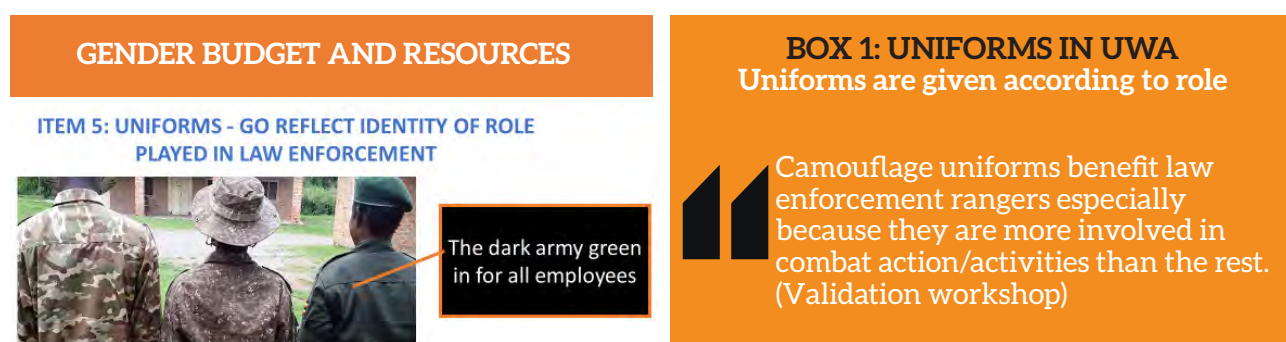 GENDER BUDGET AND RESOURCES
ITEM 5: UNIFORMS - GO REFLECT IDENTITY OF ROLE
PLAYED IN LAW ENFORCEMENT
The dark army green
in for all employees
BOX 1: UNIFORMS IN UWA
Uniforms are given according to role
Camouflage uniforms benefit law
enforcement rangers especially
because they are more involved in
combat action/activities than the rest.
(Validation workshop)